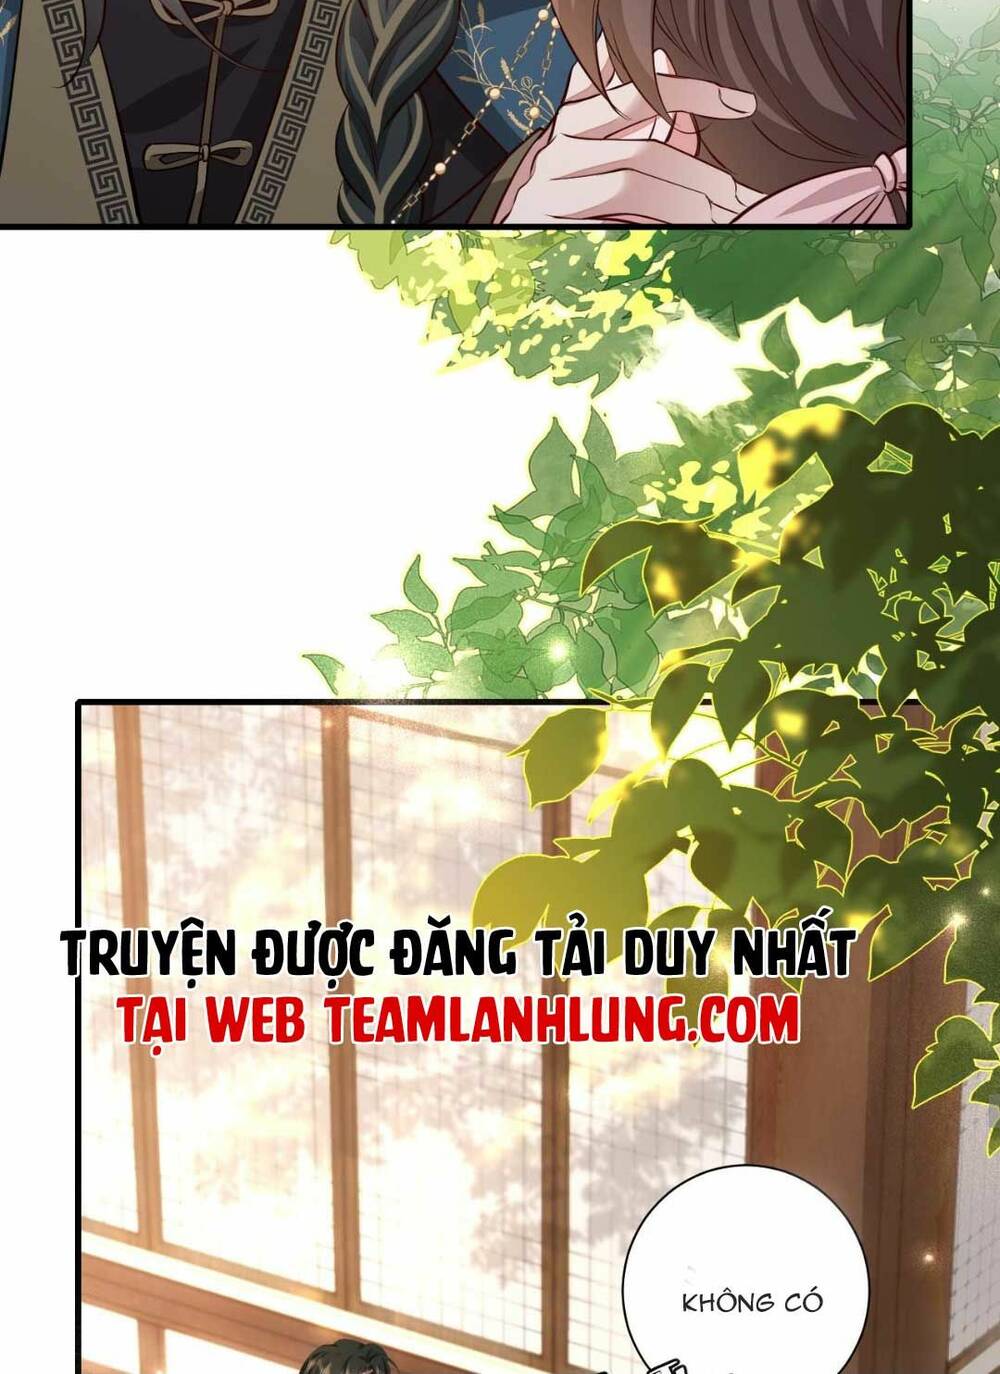 TRUYỆN ĐƯỢC ĐĂNG TẢI DUY NHẤT
TẠI WEB TEAMLANHLUNG.COM
KHÔNG CÓ